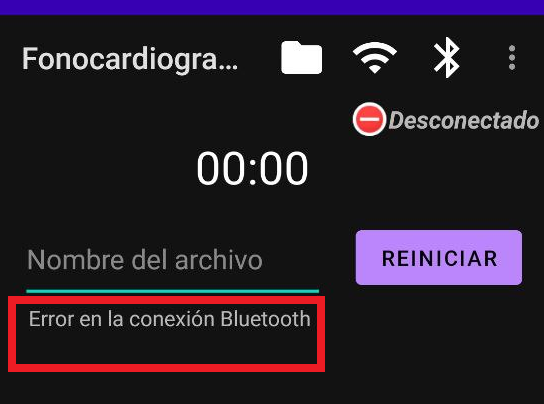 Fonocardiogra...
Desconectado
00:00
Nombre del archivo
REINICIAR
Error en la conexión Bluetooth